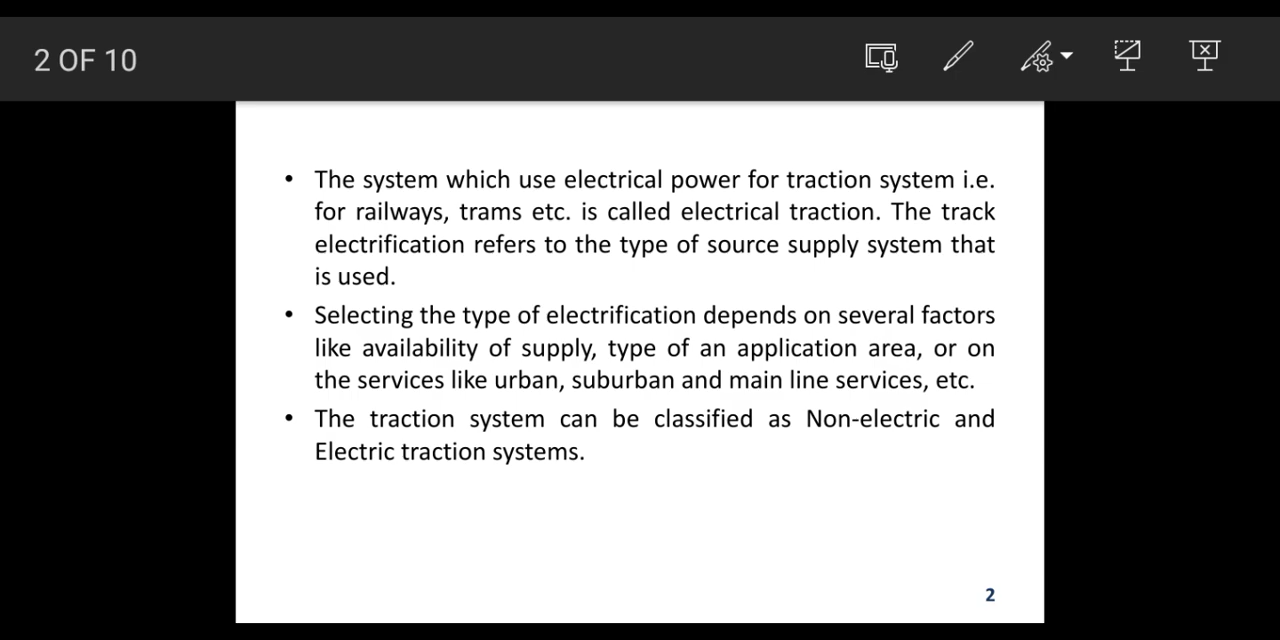 2 OF 10
• The system which use electrical power for traction system i.e.
for railways, trams etc. is called electrical traction. The track
electrification refers to the type of source supply system that
is used.
• Selecting the type of electrification depends on several factors
like availability of supply, type of an application area, or on
the services like urban, suburban and main line services, etc.
• The traction system can be classified as Non-electric and
Electric traction systems.
2